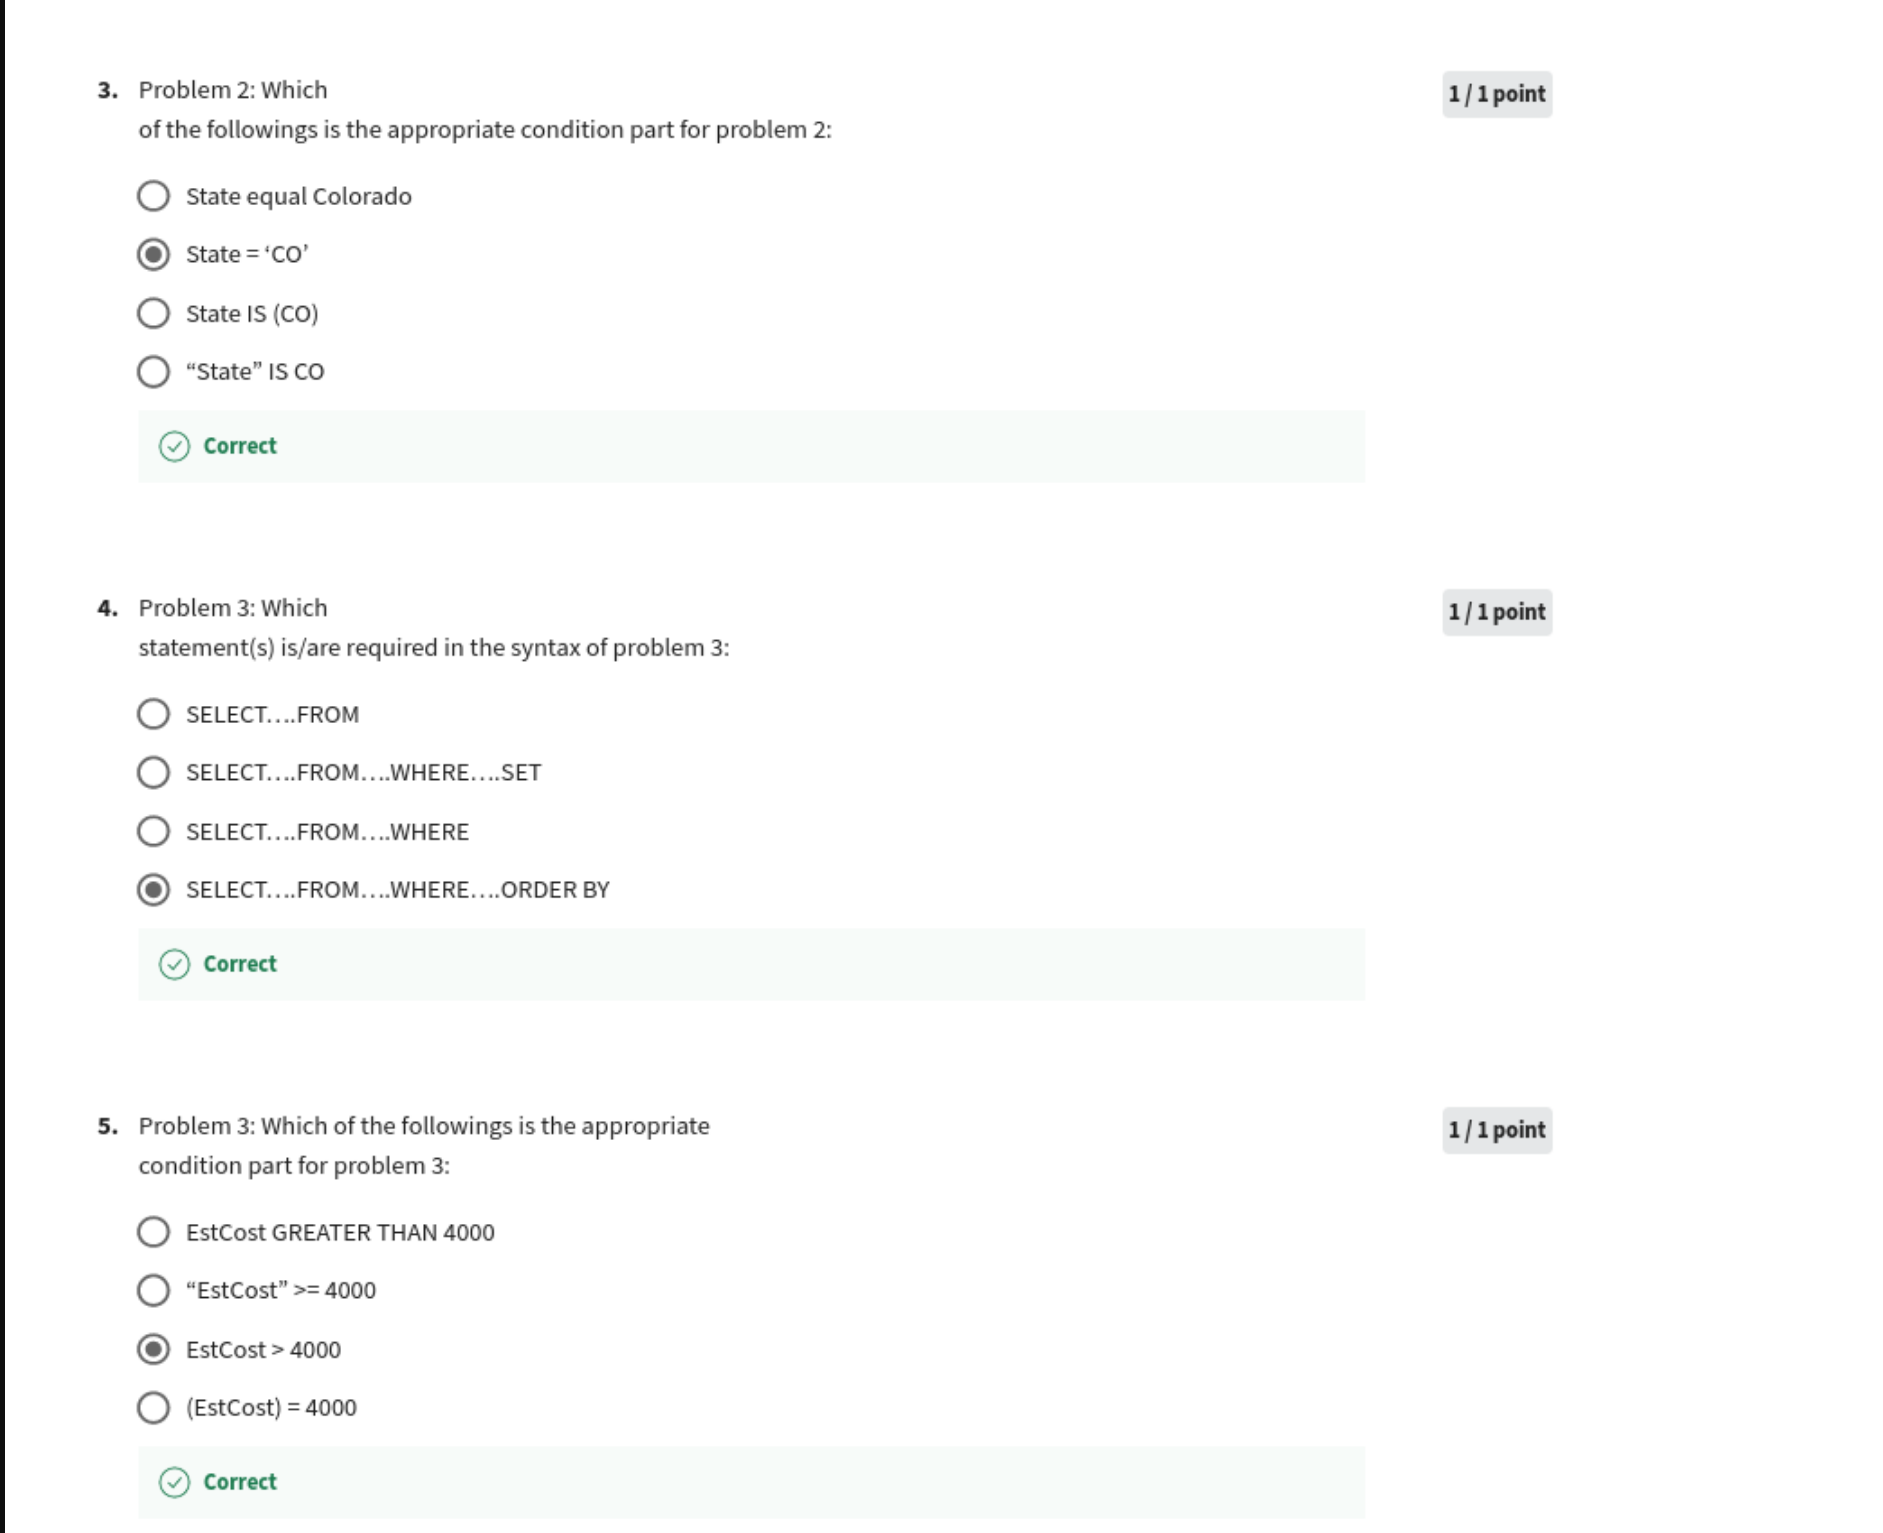 3. Problem 2: Which
1 / 1 point
of the followings is the appropriate condition part for problem 2:
State equal Colorado
State = ‘CO’
State IS (CO)
“State” IS CO
Correct
4. Problem 3: Which
1 / 1 point
statement(s) is/are required in the syntax of problem 3:
SELECT….FROM
SELECT….FROM….WHERE….SET
SELECT….FROM….WHERE
SELECT….FROM….WHERE….ORDER BY
Correct
5. Problem 3: Which of the followings is the appropriate
1 / 1 point
condition part for problem 3:
EstCost GREATER THAN 4000
“EstCost” >= 4000
EstCost > 4000
(EstCost) = 4000
Correct